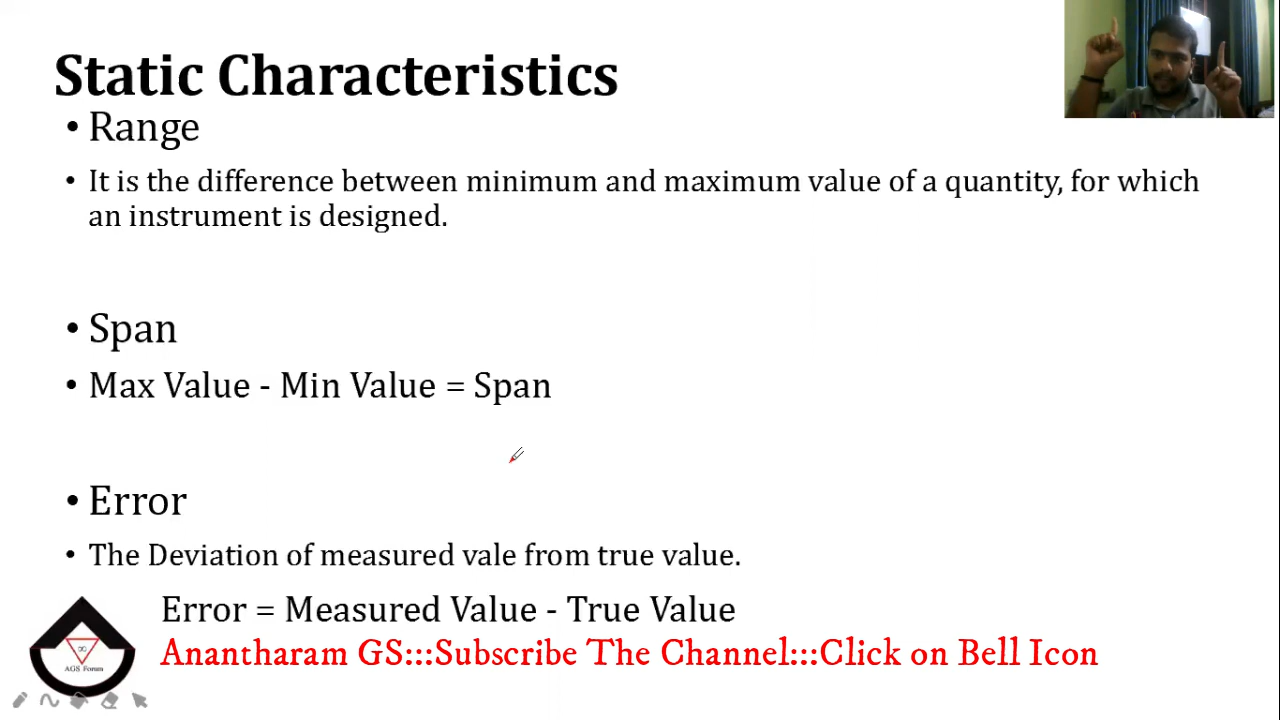 Static Characteristics
• Range
• It is the difference between minimum and maximum value of a quantity, for which
an instrument is designed.
• Span
• Max Value - Min Value = Span
• Error
• The Deviation of measured vale from true value.
Error = Measured Value - True Value
AGS Forum
Anantharam GS:::Subscribe The Channel:::Click on Bell Icon